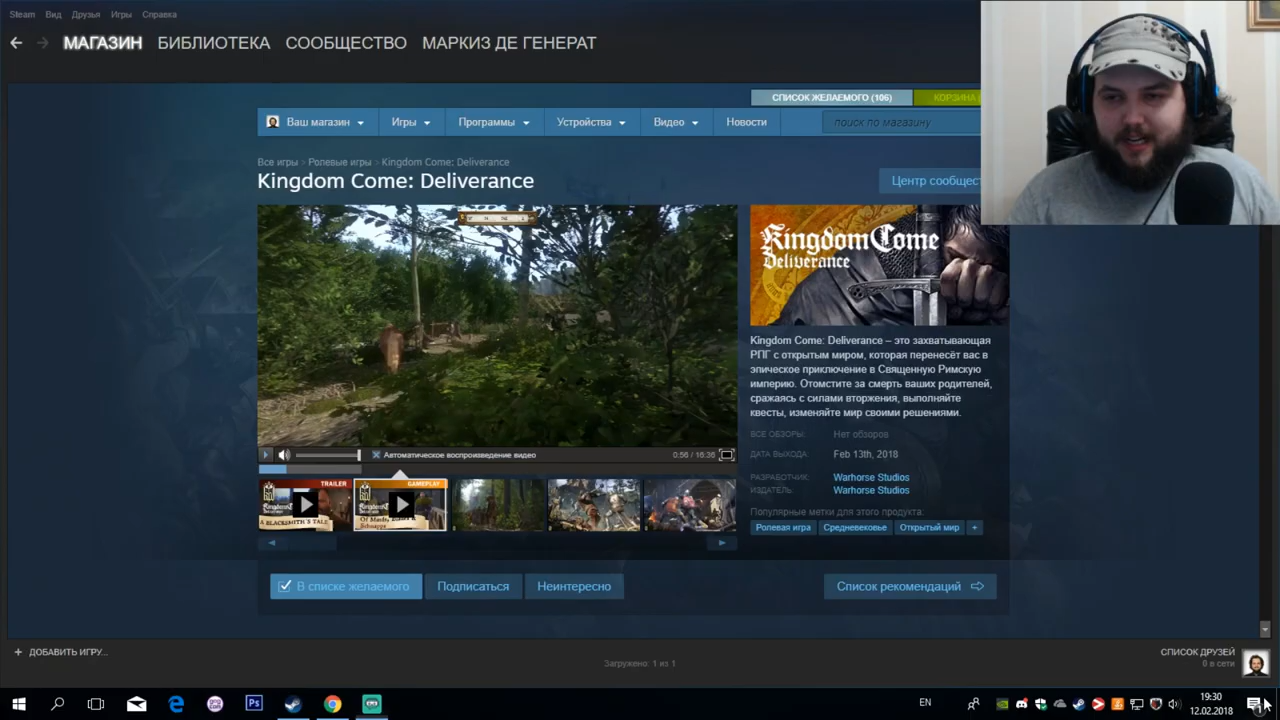 Steam Вид Друзья Игры Справка
МАГАЗИН БИБЛИОТЕКА СООБЩЕСТВО МАРКИЗ ДЕ ГЕНЕРАТ
СПИСОК ЖЕЛАЕМОГО (106) КОРЗИНА
Ваш магазин Игры Программы Устройства Видео Новости поиск по магазину
Все игры > Ролевые игры > Kingdom Come: Deliverance
Kingdom Come: Deliverance
Центр сообщест
Kingdom Come
Deliverance
Kingdom Come: Deliverance – это захватывающая
РПГ с открытым миром, которая перенесёт вас в
эпическое приключение в Священную Римскую
империю. Отомстите за смерть ваших родителей,
сражаясь с силами вторжения, выполняйте
квесты, изменяйте мир своими решениями.
ВСЕ ОБЗОРЫ: Нет обзоров
ДАТА ВЫХОДА: Feb 13th, 2018
РАЗРАБОТЧИК: Warhorse Studios
ИЗДАТЕЛЬ: Warhorse Studios
Популярные метки для этого продукта:
Ролевая игра Средневековье Открытый мир +
Автоматическое воспроизведение видео 0:56 / 16:36
TRAILER GAMEPLAY
A BLACKSMITH'S TALE
В списке желаемого Подписаться Неинтересно Список рекомендаций
+ ДОБАВИТЬ ИГРУ...
Загружено: 1 из 1
СПИСОК ДРУЗЕЙ
0 в сети
Ps
EN
19:30
12.02.2018